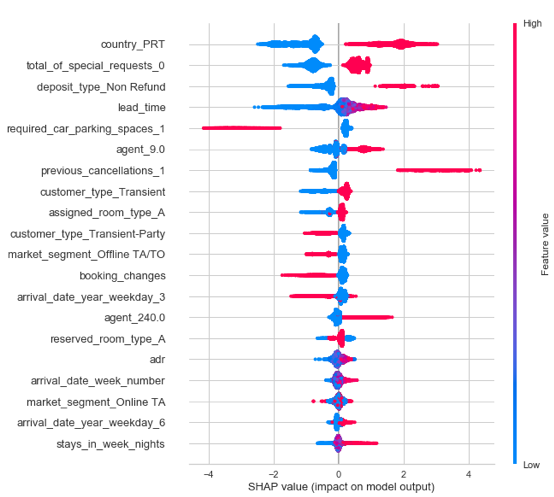 High
country_PRT
total_of_special_requests_0
deposit_type_Non Refund
lead_time
required_car_parking_spaces_1
agent_9.0
previous_cancellations_1
customer_type_Transient
assigned_room_type_A
customer_type_Transient-Party
market_segment_Offline TA/TO
booking_changes
arrival_date_year_weekday_3
agent_240.0
reserved_room_type_A
adr
arrival_date_week_number
market_segment_Online TA
arrival_date_year_weekday_6
stays_in_week_nights
Feature value
Low
−4 −2 0 2 4
SHAP value (impact on model output)